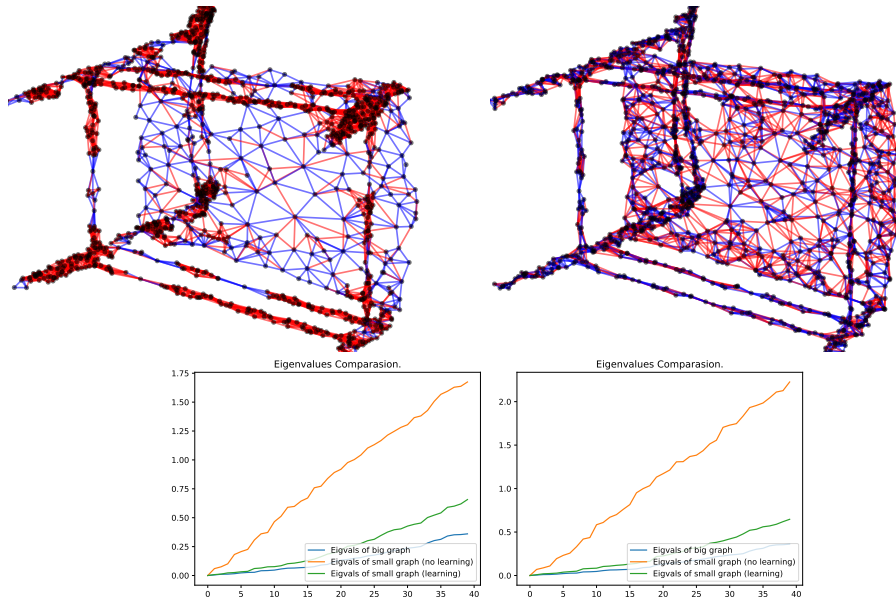 Eigenvalues Comparasion.
1.75
1.50
1.25
1.00
0.75
0.50
0.25
0.00
0 5 10 15 20 25 30 35 40
Eigvals of big graph
Eigvals of small graph (no learning)
Eigvals of small graph (learning)
Eigenvalues Comparasion.
2.0
1.5
1.0
0.5
0.0
0 5 10 15 20 25 30 35 40
Eigvals of big graph
Eigvals of small graph (no learning)
Eigvals of small graph (learning)